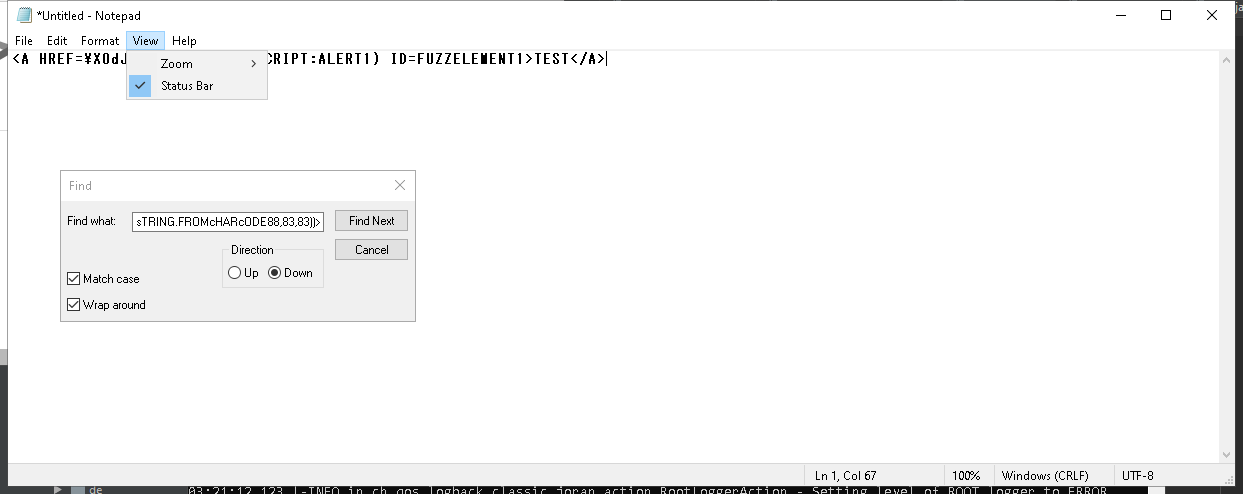 *Untitled - Notepad
File Edit Format View Help
<A HREF=¥XOdJ CRIPT:ALERT1) ID=FUZZELEMENT1>TEST</A>
Zoom
Status Bar
Find
Find what: sTRING.FROMcHARcODE88,83,83))> Find Next
Direction Cancel
Up Down
Match case
Wrap around
Ln 1, Col 67 100% Windows (CRLF) UTF-8
de 03:21:12,123 |-INFO in ch.qos.logback.classic.joran.action.RootLoggerAction - Setting level of ROOT logger to ERROR